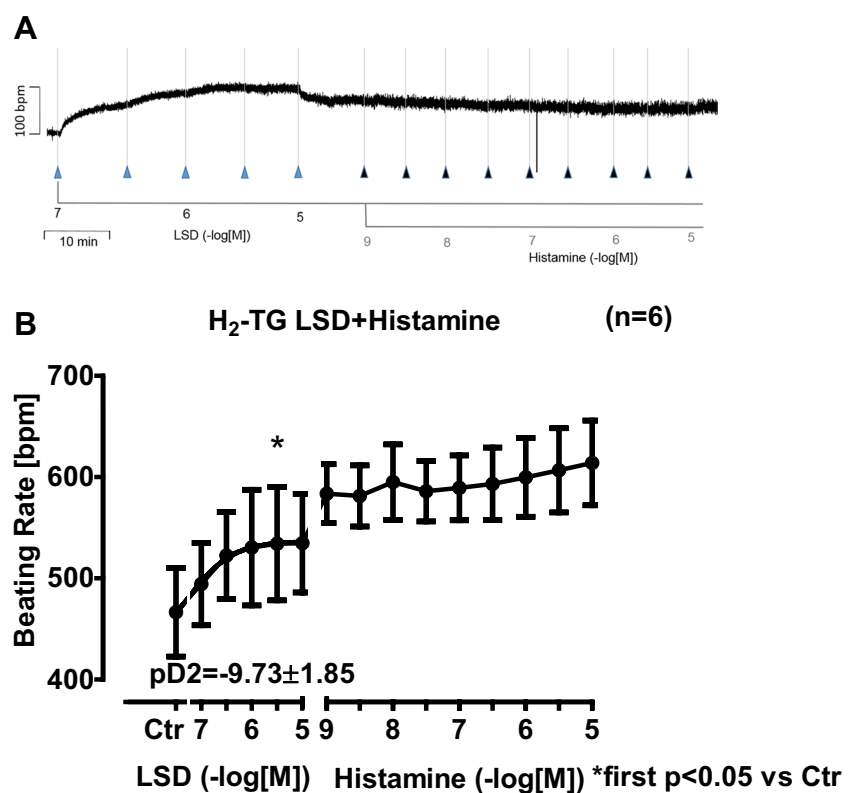 A
100 bpm
7 6 5
10 min LSD (-log[M])
9 8 7 6 5
Histamine (-log[M])
B H₂-TG LSD+Histamine (n=6)
Beating Rate [bpm]
700
*
600
500
400
pD2=-9.73±1.85
Ctr 7 6 5 9 8 7 6 5
LSD (-log[M]) Histamine (-log[M]) *first p<0.05 vs Ctr